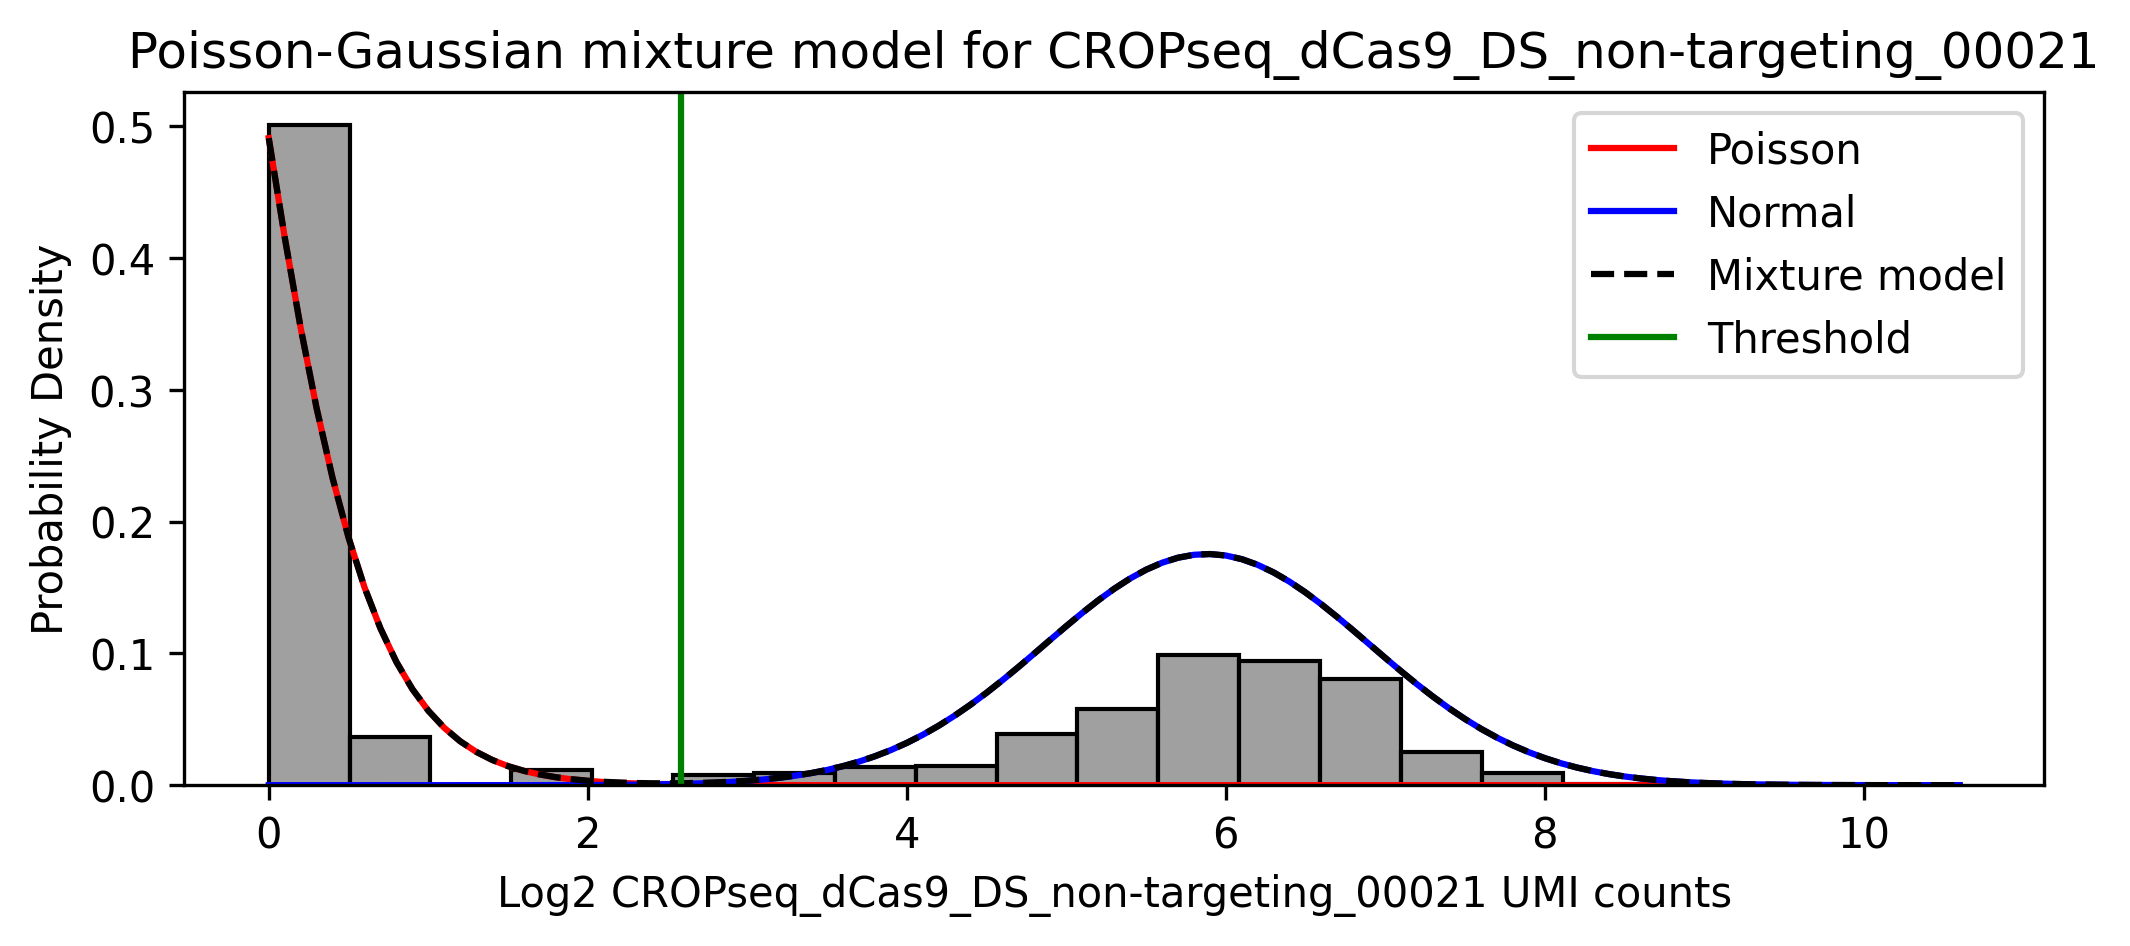 Poisson-Gaussian mixture model for CROPseq_dCas9_DS_non-targeting_00021
Probability Density
0.5
0.4
0.3
0.2
0.1
0.0
Poisson
Normal
Mixture model
Threshold
0 2 4 6 8 10
Log2 CROPseq_dCas9_DS_non-targeting_00021 UMI counts